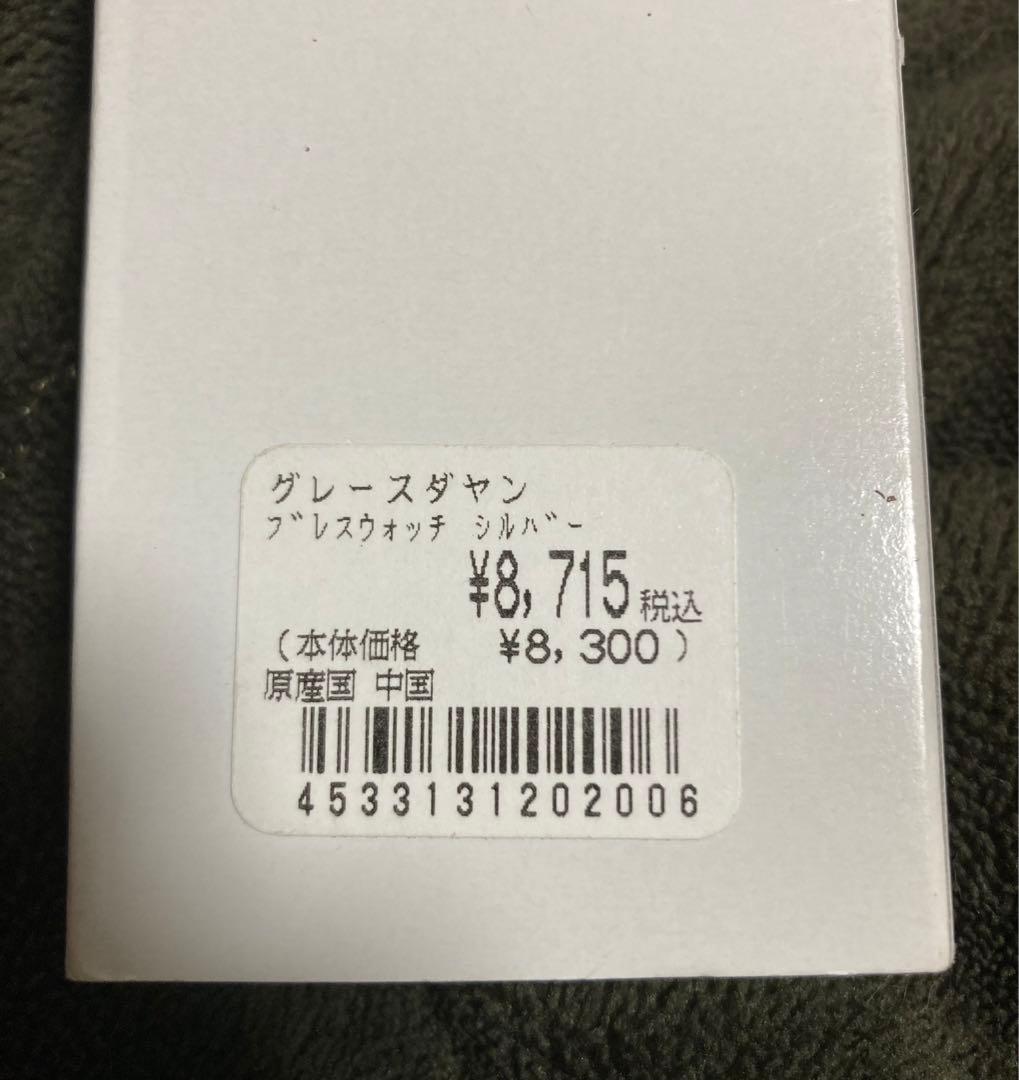 グレースダヤン
ﾌﾞﾚｽｳｫｯﾁ ｼﾙﾊﾞｰ
¥8,715税込
(本体価格 ¥8,300)
原産国 中国
4533131202006